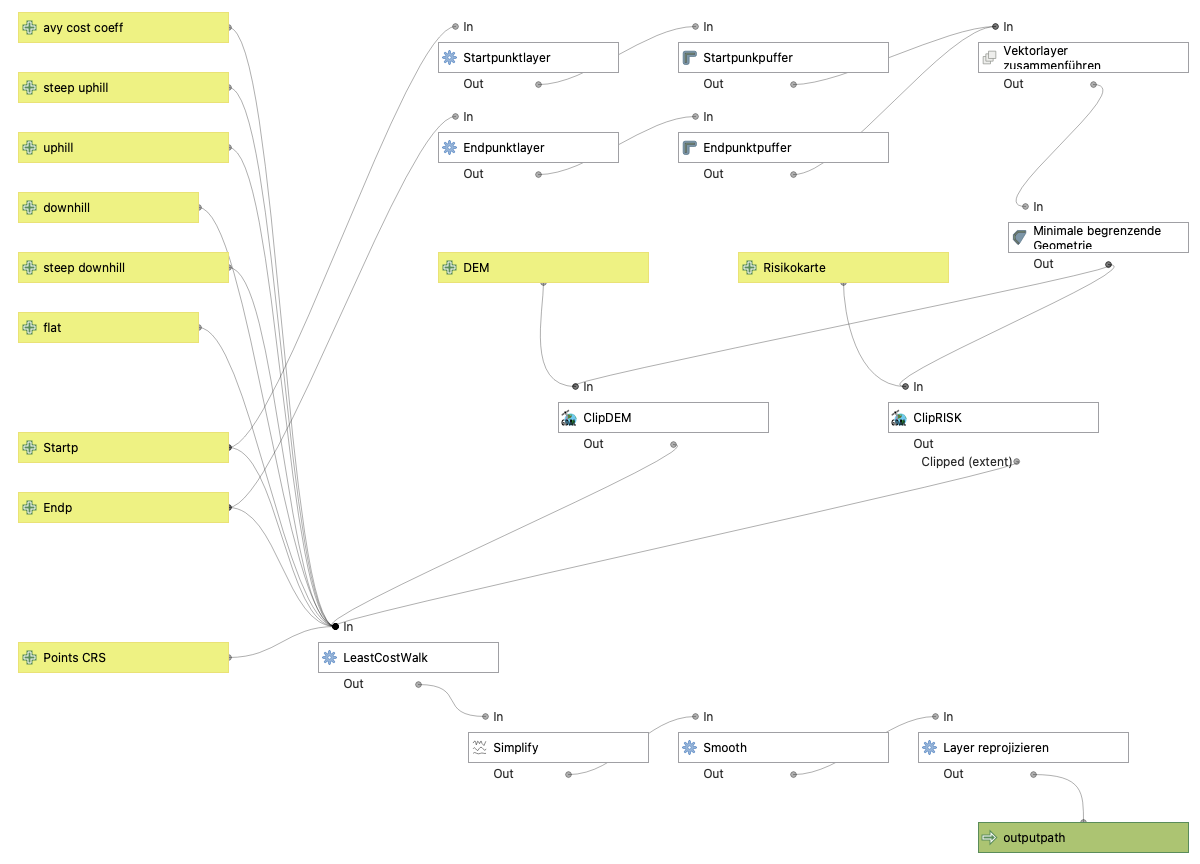 avy cost coeff
steep uphill
uphill
downhill
steep downhill
flat
Startp
Endp
Points CRS
In
Startpunktlayer
Out
In
Startpunkpuffer
Out
In
Vektorlayer
zusammenführen
Out
In
Endpunktlayer
Out
In
Endpunktpuffer
Out
In
Minimale begrenzende
Geometrie
Out
DEM
Risikokarte
In
GDAL
ClipDEM
Out
In
GDAL
ClipRISK
Out
Clipped (extent)
In
LeastCostWalk
Out
In
Simplify
Out
In
Smooth
Out
In
Layer reprojizieren
Out
outputpath